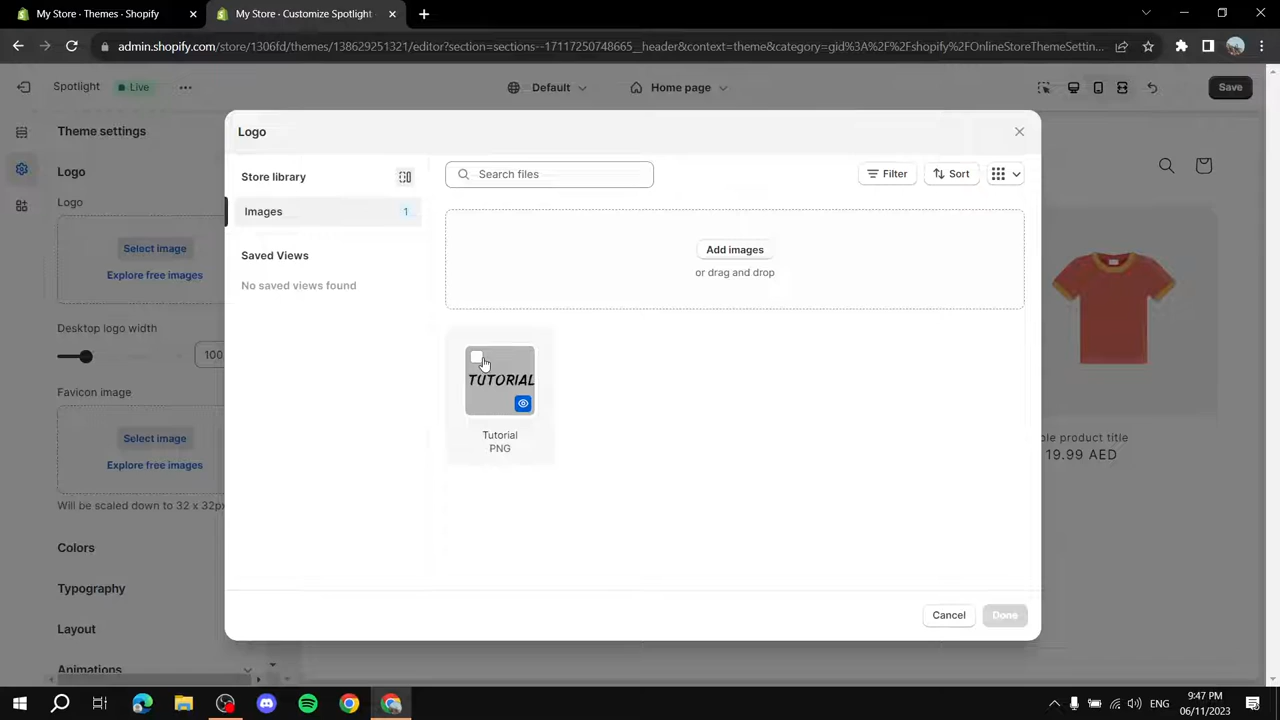 My Store - Themes - Shopify
My Store - Customize Spotlight
admin.shopify.com/store/1306fd/themes/138629251321/editor?section=sections--17117250748665__header&context=theme&category=gid%3A%2F%2Fshopify%2FOnlineStoreThemeSettin...
Spotlight
Live
Default
Home page
Save
Theme settings
Logo
Store library
Search files
Filter
Sort
Logo
Logo
Images
1
Select image
Explore free images
Add images
or drag and drop
Saved Views
No saved views found
Desktop logo width
100
TUTORIAL
Favicon image
Select image
Explore free images
Tutorial
PNG
ple product title
19.99 AED
Will be scaled down to 32 x 32px
Colors
Typography
Layout
Animations
Cancel
Done
ENG
9:47 PM
06/11/2023